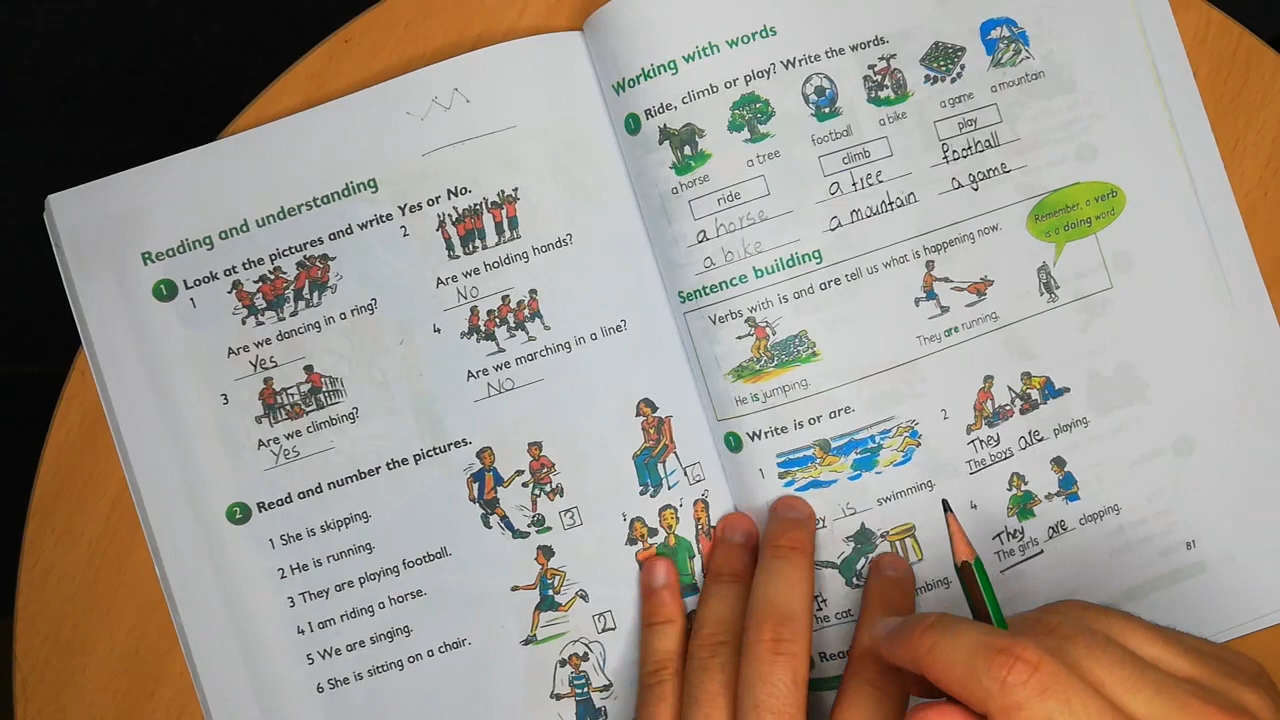 Reading and understanding
1 Look at the pictures and write Yes or No.
1
Are we dancing in a ring?
Yes
2
Are we holding hands?
NO
3
Are we climbing?
Yes
4
Are we marching in a line?
NO
2 Read and number the pictures.
1 She is skipping.
2 He is running.
3 They are playing football.
4 I am riding a horse.
5 We are singing.
6 She is sitting on a chair.
3
6
2
Working with words
1 Ride, climb or play? Write the words.
a horse
a tree
football
a bike
a game
a mountain
ride
a horse
a bike
climb
a tree
a mountain
play
football
a game
Sentence building
Verbs with is and are tell us what is happening now.
Remember, a verb
is a doing word
He is jumping.
They are running.
1 Write is or are.
1
is swimming.
2
They
The boys are playing.
It
cat
4
They
The girls are clapping.
81